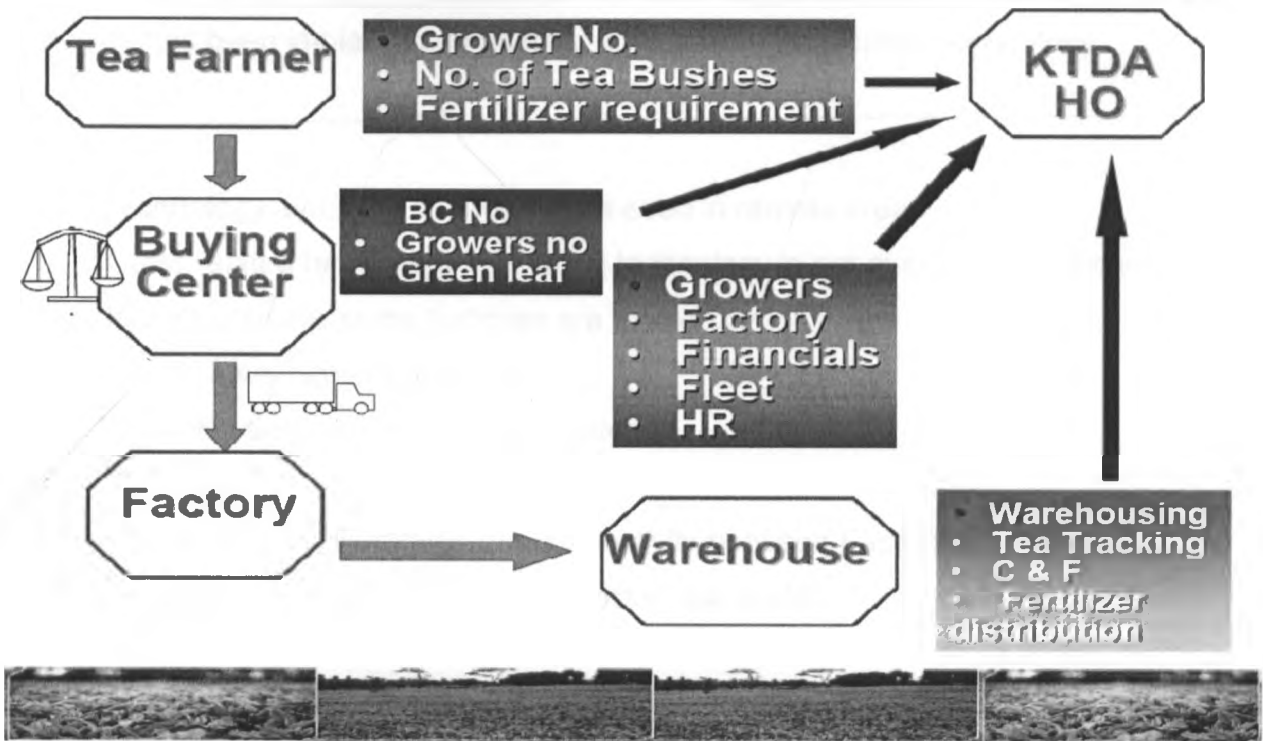 Tea Farmer
• Grower No.
• No. of Tea Bushes
• Fertilizer requirement
KTDA
HO
Buying
Center
• BC No
• Growers no
• Green leaf
• Growers
• Factory
• Financials
• Fleet
• HR
Factory
Warehouse
• Warehousing
• Tea Tracking
• C & F
• Fertilizer
distribution